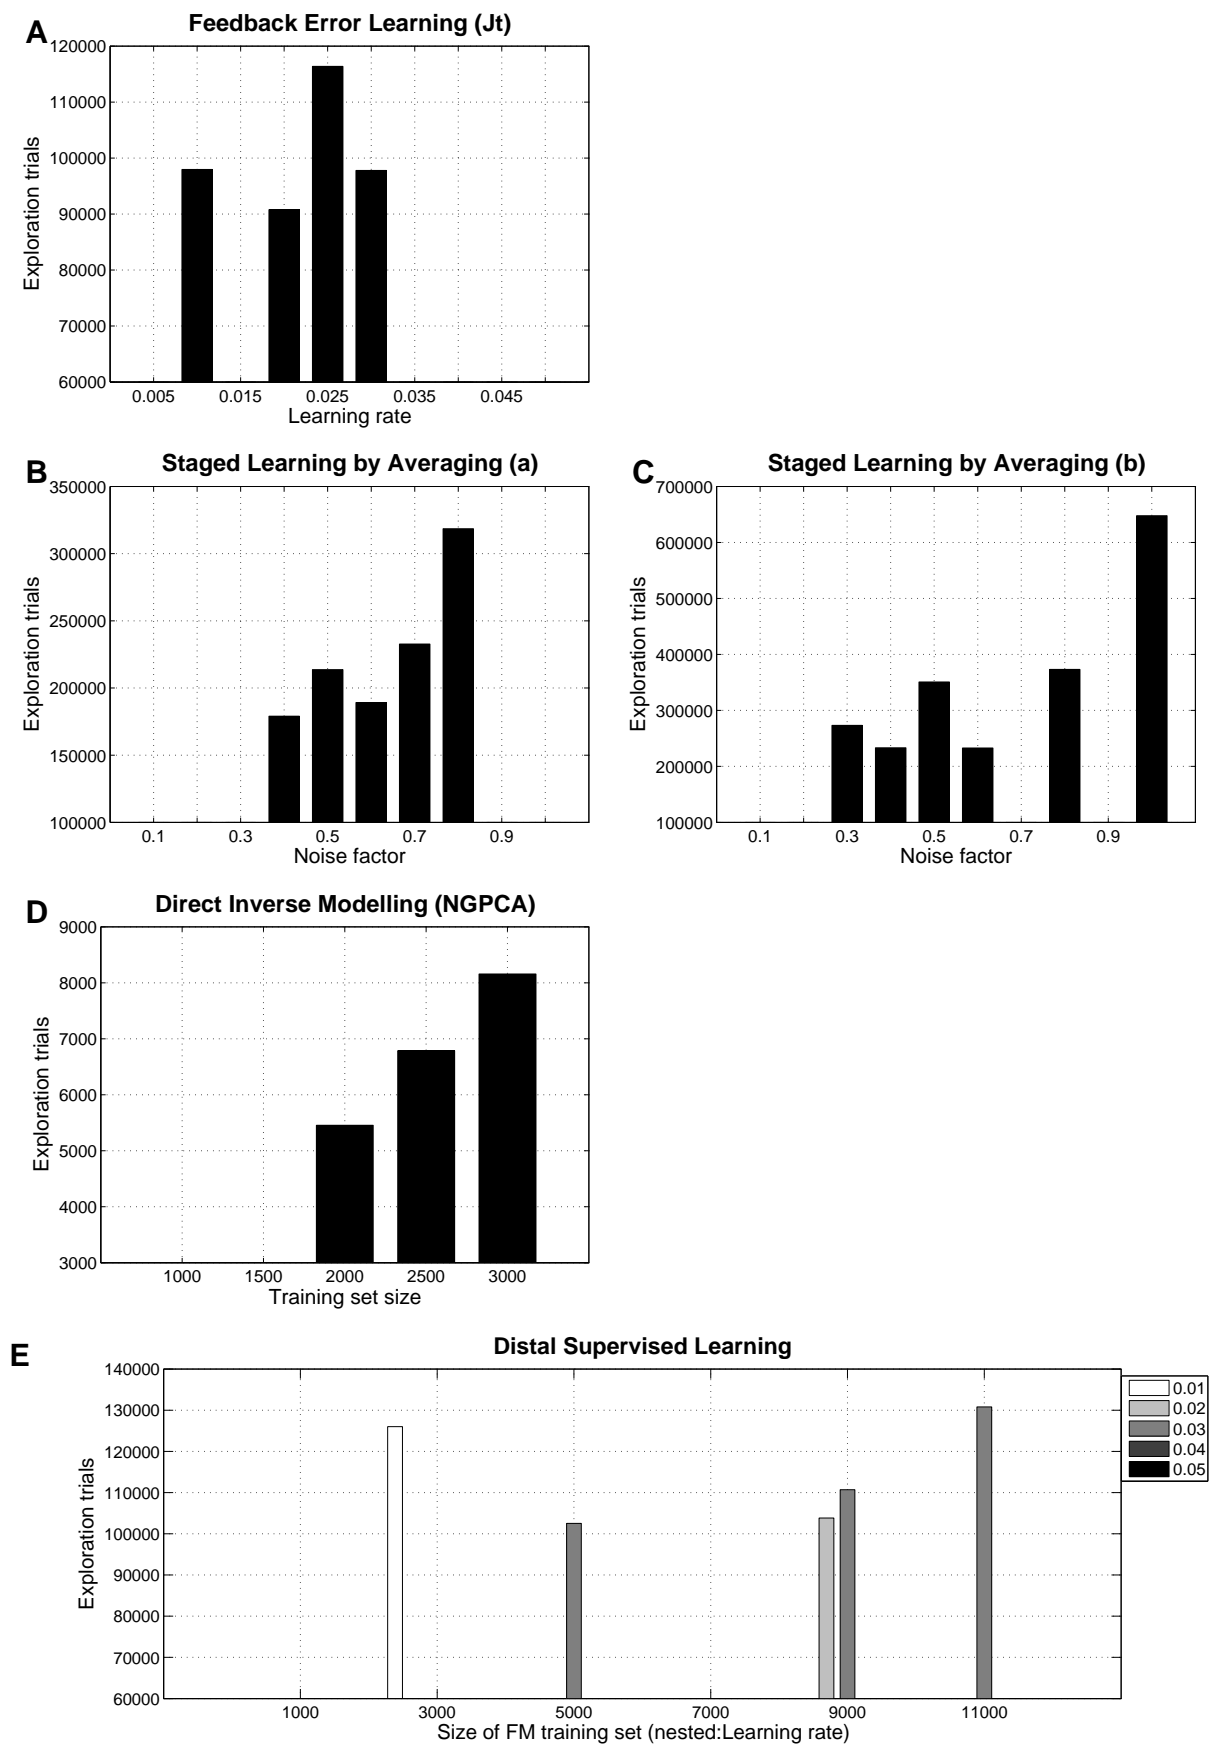 A
Feedback Error Learning (Jt)
120000
110000
100000
90000
80000
70000
60000
Exploration trials
0.005 0.015 0.025 0.035 0.045
Learning rate
B
Staged Learning by Averaging (a)
350000
300000
250000
200000
150000
100000
Exploration trials
0.1 0.3 0.5 0.7 0.9
Noise factor
C
Staged Learning by Averaging (b)
700000
600000
500000
400000
300000
200000
100000
Exploration trials
0.1 0.3 0.5 0.7 0.9
Noise factor
D
Direct Inverse Modelling (NGPCA)
9000
8000
7000
6000
5000
4000
3000
Exploration trials
1000 1500 2000 2500 3000
Training set size
E
Distal Supervised Learning
140000
130000
120000
110000
100000
90000
80000
70000
60000
Exploration trials
1000 3000 5000 7000 9000 11000
Size of FM training set (nested:Learning rate)
0.01
0.02
0.03
0.04
0.05